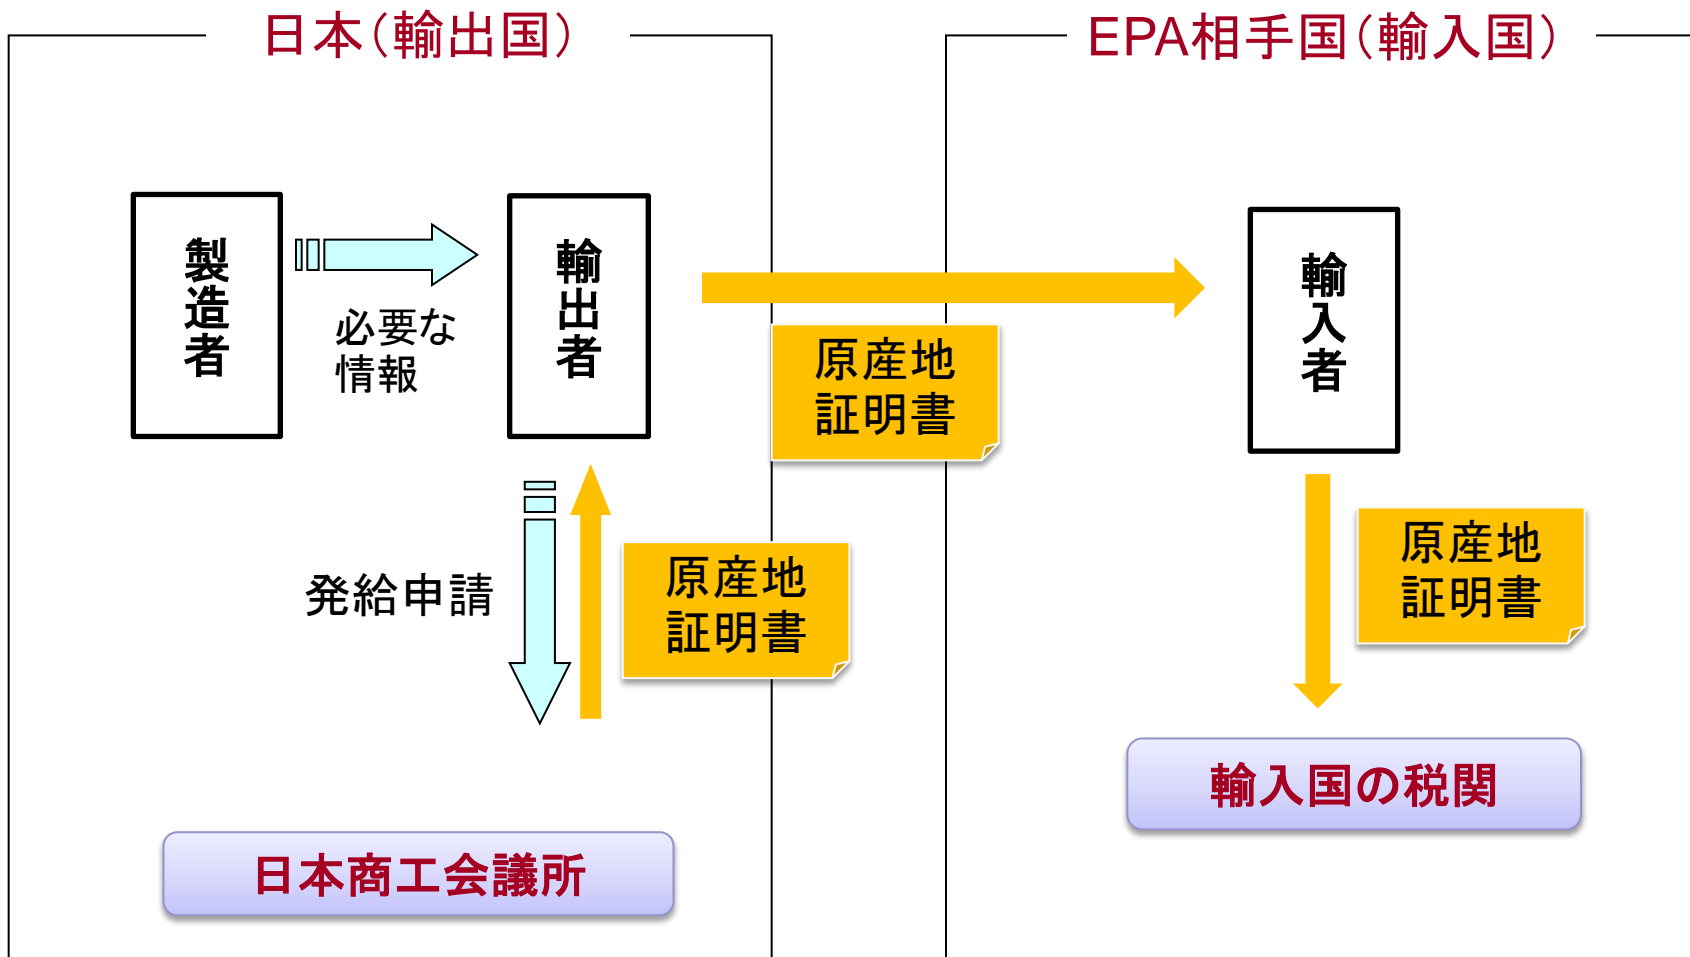 日本（輸出国）
EPA相手国（輸入国）
製造者
必要な
情報
輸出者
原産地
証明書
輸入者
発給申請
原産地
証明書
原産地
証明書
輸入国の税関
日本商工会議所